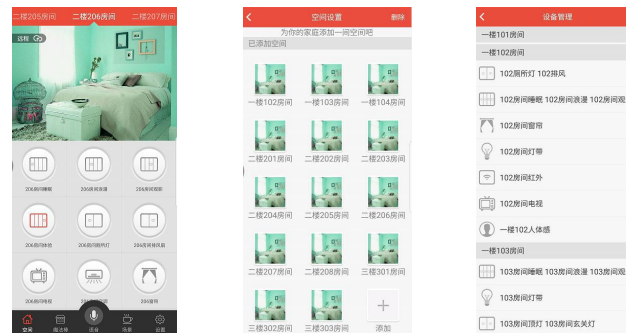 二楼205房间 二楼206房间 二楼207房间
远程
206房间睡眠 206房间浪漫 206房间观影
206房间体验 206房间厕所灯 206房间排风扇
206房间电视 206窗帘
空间 魔法棒 语音 场景 设置
空间设置 删除
为你的家庭添加一间空间吧
已添加空间
一楼102房间 一楼103房间 一楼104房间
二楼201房间 二楼202房间 二楼203房间
二楼204房间 二楼205房间 二楼206房间
二楼207房间 二楼208房间 三楼301房间
三楼302房间 三楼303房间 添加
设备管理
一楼101房间
一楼102房间
102厕所灯 102排风
102房间睡眠 102房间浪漫 102房间观
102房间窗帘
102房间灯带
102房间红外
102房间电视
一楼102人体感
一楼103房间
103房间睡眠 103房间浪漫 103房间观
103房间灯带
103房间顶灯 103房间玄关灯